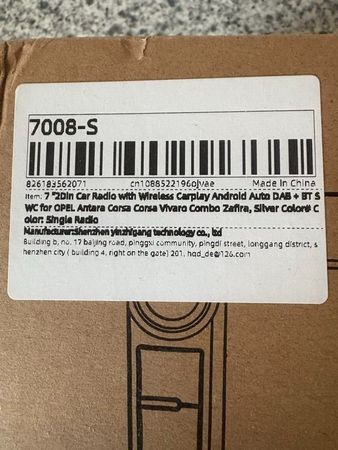 7008-S
826183562071 cn1088522196ojvae Made in China
Item: 7 "2Din Car Radio with Wireless Carplay Android Auto DAB + BT S
WC for OPEL Antara Corsa Corsa Vivaro Combo Zafira, Silver Color# C
olor: Single Radio
Manufacturer:Shenzhen yinzhigang technology co., ltd
Building b, no. 17 baijing road, pingxi community, pingdi street, longgang district, s
henzhen city ( building 4, right on the gate) 201, hqd_de@126.com